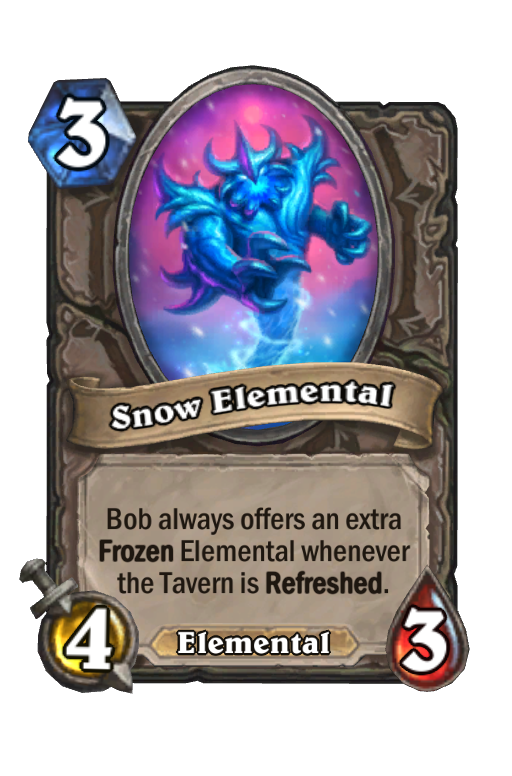 3
Snow Elemental
Bob always offers an extra
Frozen Elemental whenever
the Tavern is Refreshed.
4
Elemental
3